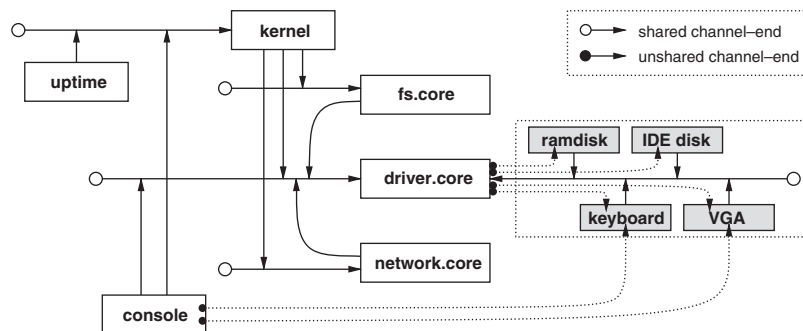 kernel
shared channel–end
unshared channel–end
uptime
fs.core
ramdisk
IDE disk
driver.core
keyboard
VGA
network.core
console